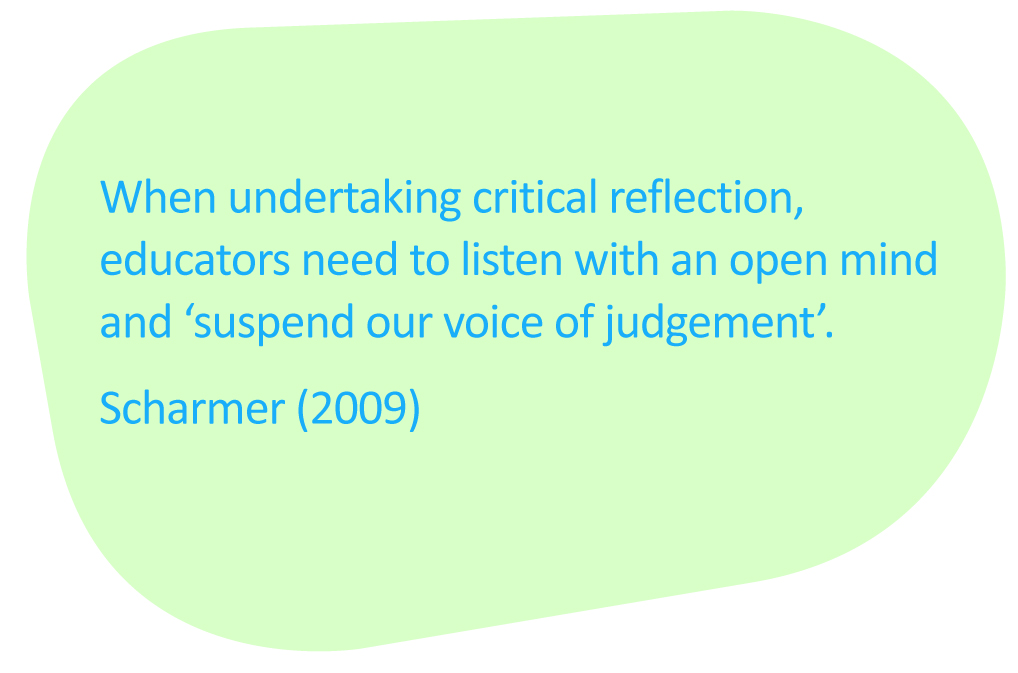 When undertaking critical reflection,
educators need to listen with an open mind
and ‘suspend our voice of judgement’.
Scharmer (2009)